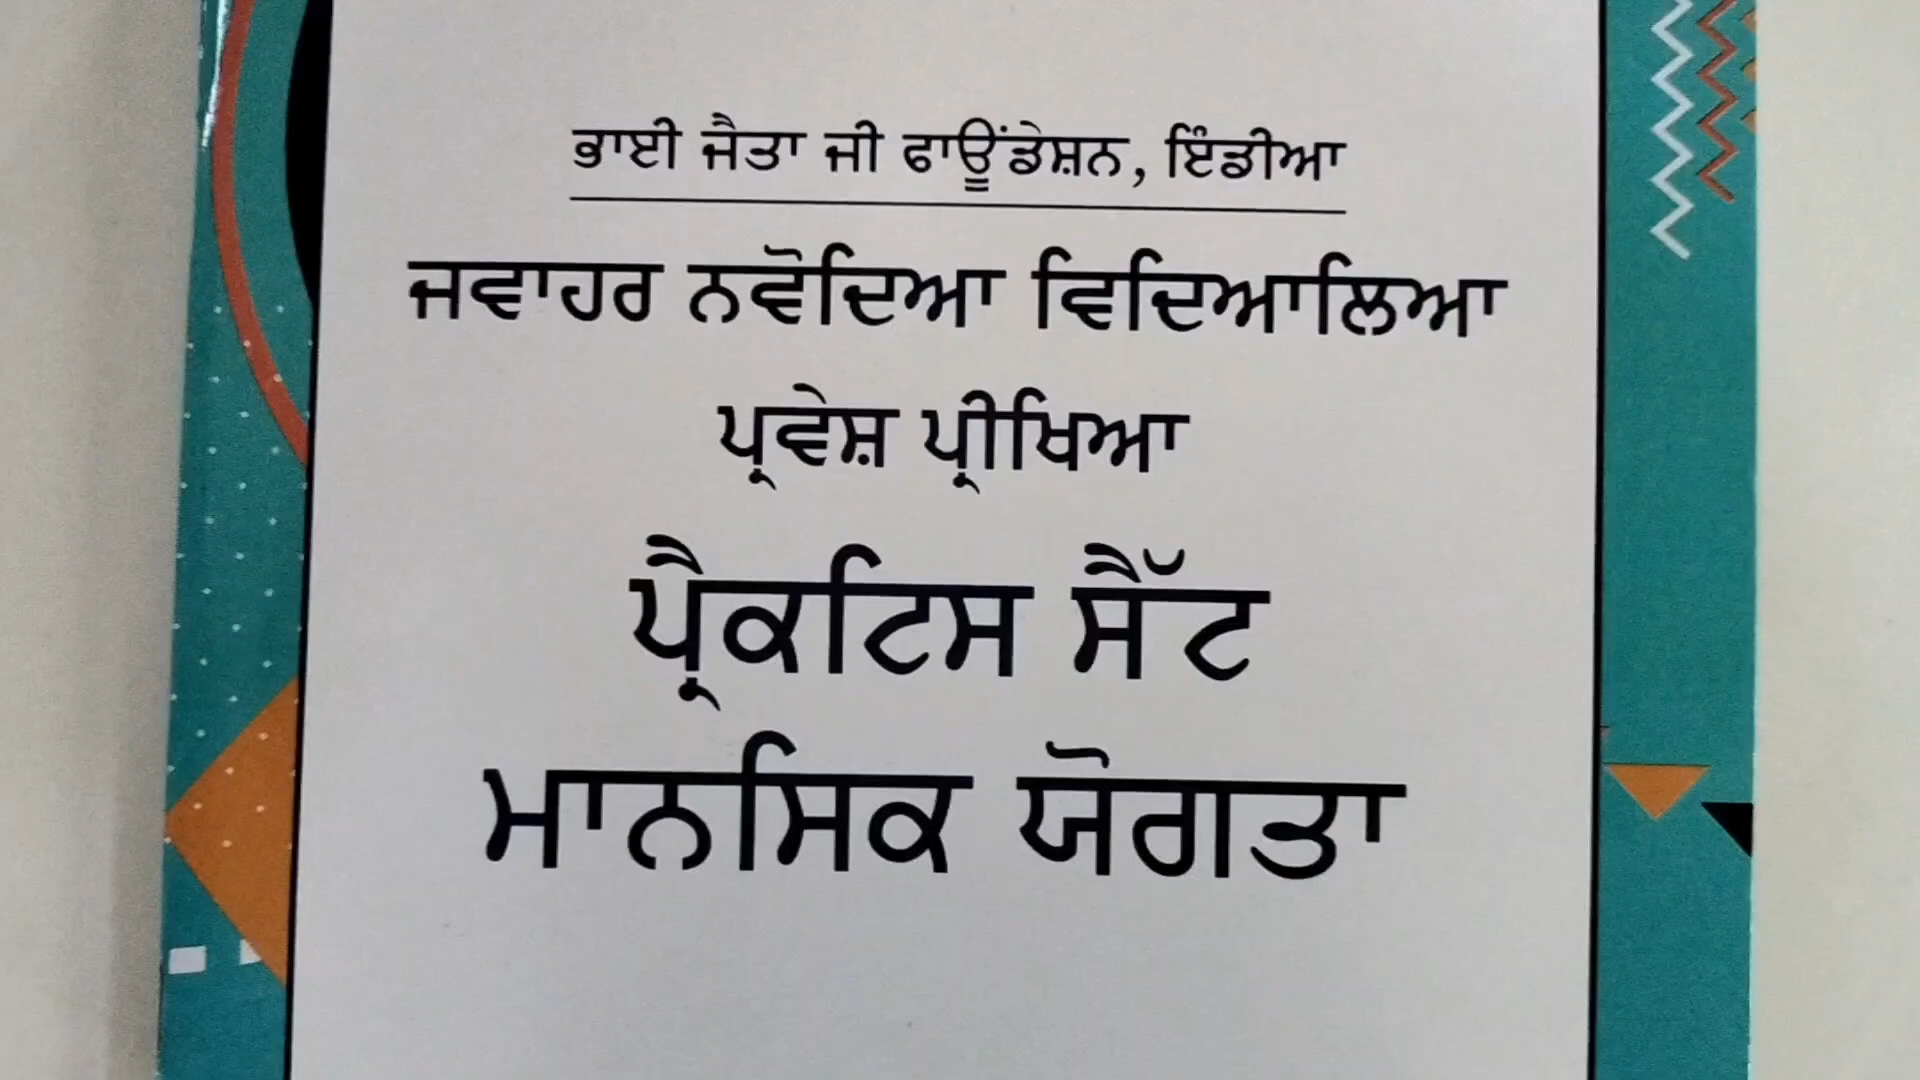 ਭਾਈ ਜੈਤਾ ਜੀ ਫਾਊਂਡੇਸ਼ਨ, ਇੰਡੀਆ
ਜਵਾਹਰ ਨਵੋਦਿਆ ਵਿਦਿਆਲਿਆ
ਪ੍ਰਵੇਸ਼ ਪ੍ਰੀਖਿਆ
ਪ੍ਰੈਕਟਿਸ ਸੈੱਟ
ਮਾਨਸਿਕ ਯੋਗਤਾ